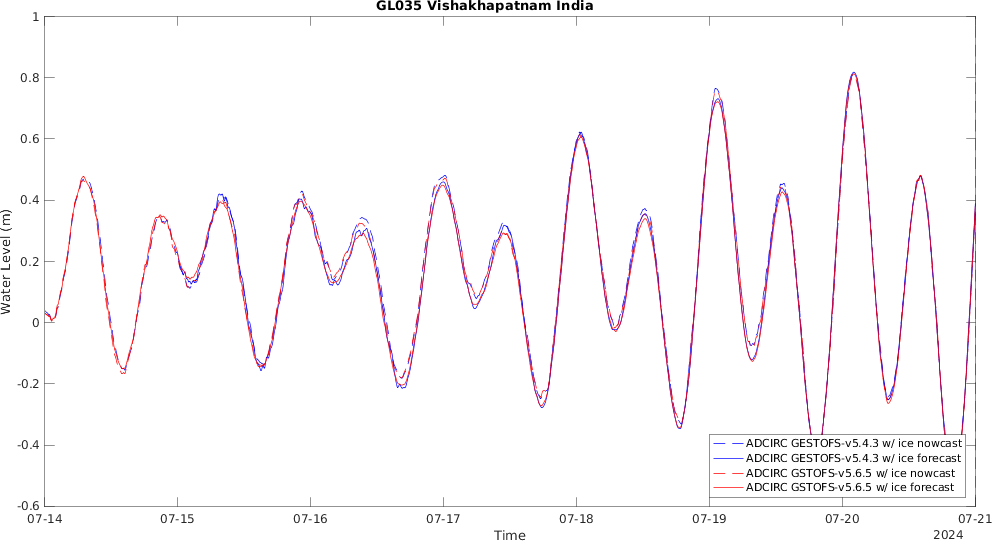 GL035 Vishakhapatnam India
1
0.8
0.6
0.4
0.2
0
-0.2
-0.4
-0.6
Water Level (m)
07-14 07-15 07-16 07-17 07-18 07-19 07-20 07-21
Time
2024
ADCIRC GESTOFS-v5.4.3 w/ ice nowcast
ADCIRC GESTOFS-v5.4.3 w/ ice forecast
ADCIRC GSTOFS-v5.6.5 w/ ice nowcast
ADCIRC GSTOFS-v5.6.5 w/ ice forecast